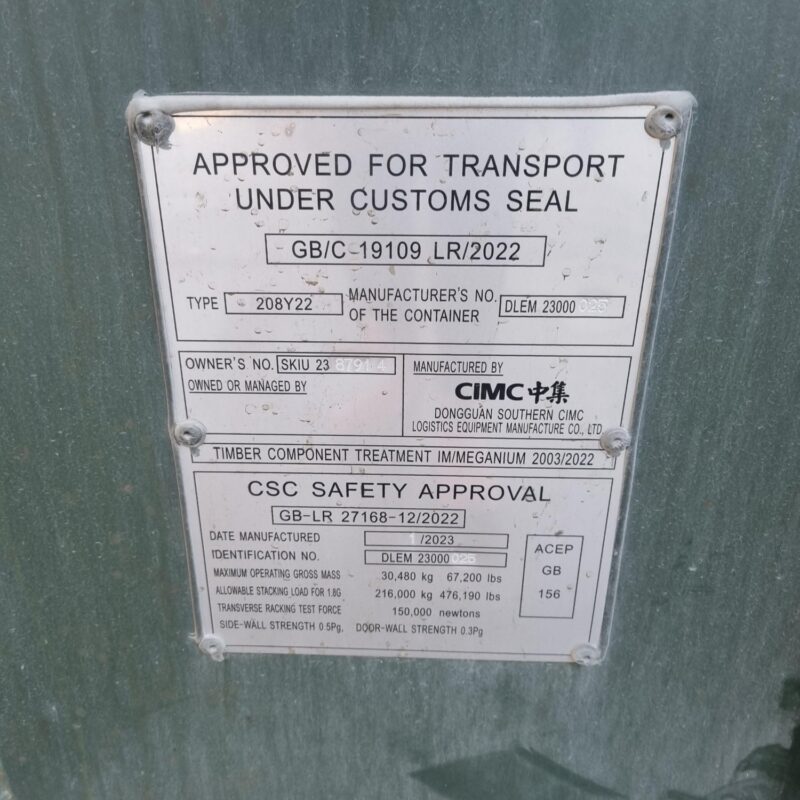 APPROVED FOR TRANSPORT
UNDER CUSTOMS SEAL
GB/C-19109 LR/2022
TYPE 208Y22
MANUFACTURER'S NO.
OF THE CONTAINER
DLEM 23000025
OWNER'S NO. SKIU 23 87914
OWNED OR MANAGED BY
MANUFACTURED BY
CIMC 中集
DONGGUAN SOUTHERN CIMC
LOGISTICS EQUIPMENT MANUFACTURE CO., LTD.
TIMBER COMPONENT TREATMENT IM/MEGANIUM 2003/2022
CSC SAFETY APPROVAL
GB-LR 27168-12/2022
DATE MANUFACTURED 1/2023
IDENTIFICATION NO. DLEM 23000025
MAXIMUM OPERATING GROSS MASS 30,480 kg 67,200 lbs
ALLOWABLE STACKING LOAD FOR 1.8G 216,000 kg 476,190 lbs
TRANSVERSE RACKING TEST FORCE 150,000 newtons
SIDE-WALL STRENGTH 0.5Pg, DOOR-WALL STRENGTH 0.3Pg
ACEP
GB
156